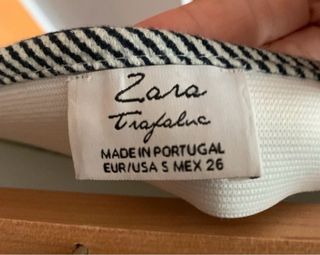 Zara
Trafaluc
MADE IN PORTUGAL
EUR/USA S MEX 26